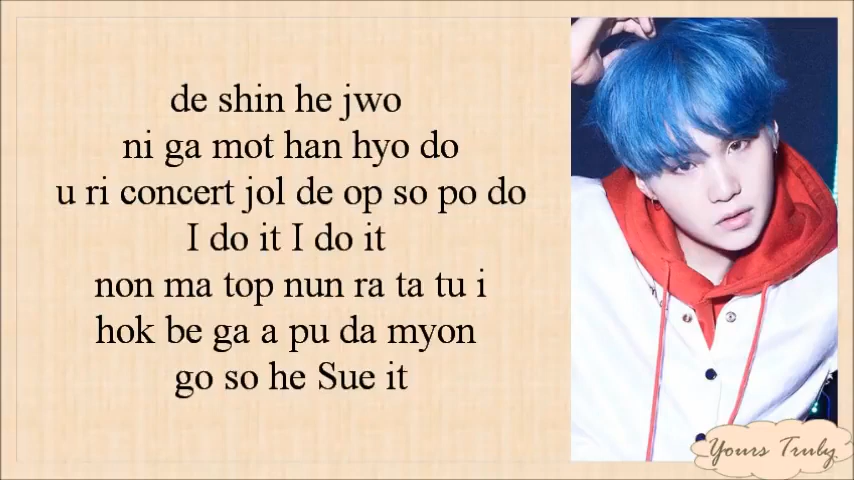 de shin he jwo
ni ga mot han hyo do
u ri concert jol de op so po do
I do it I do it
non ma top nun ra ta tu i
hok be ga a pu da myon
go so he Sue it
Yours Truly